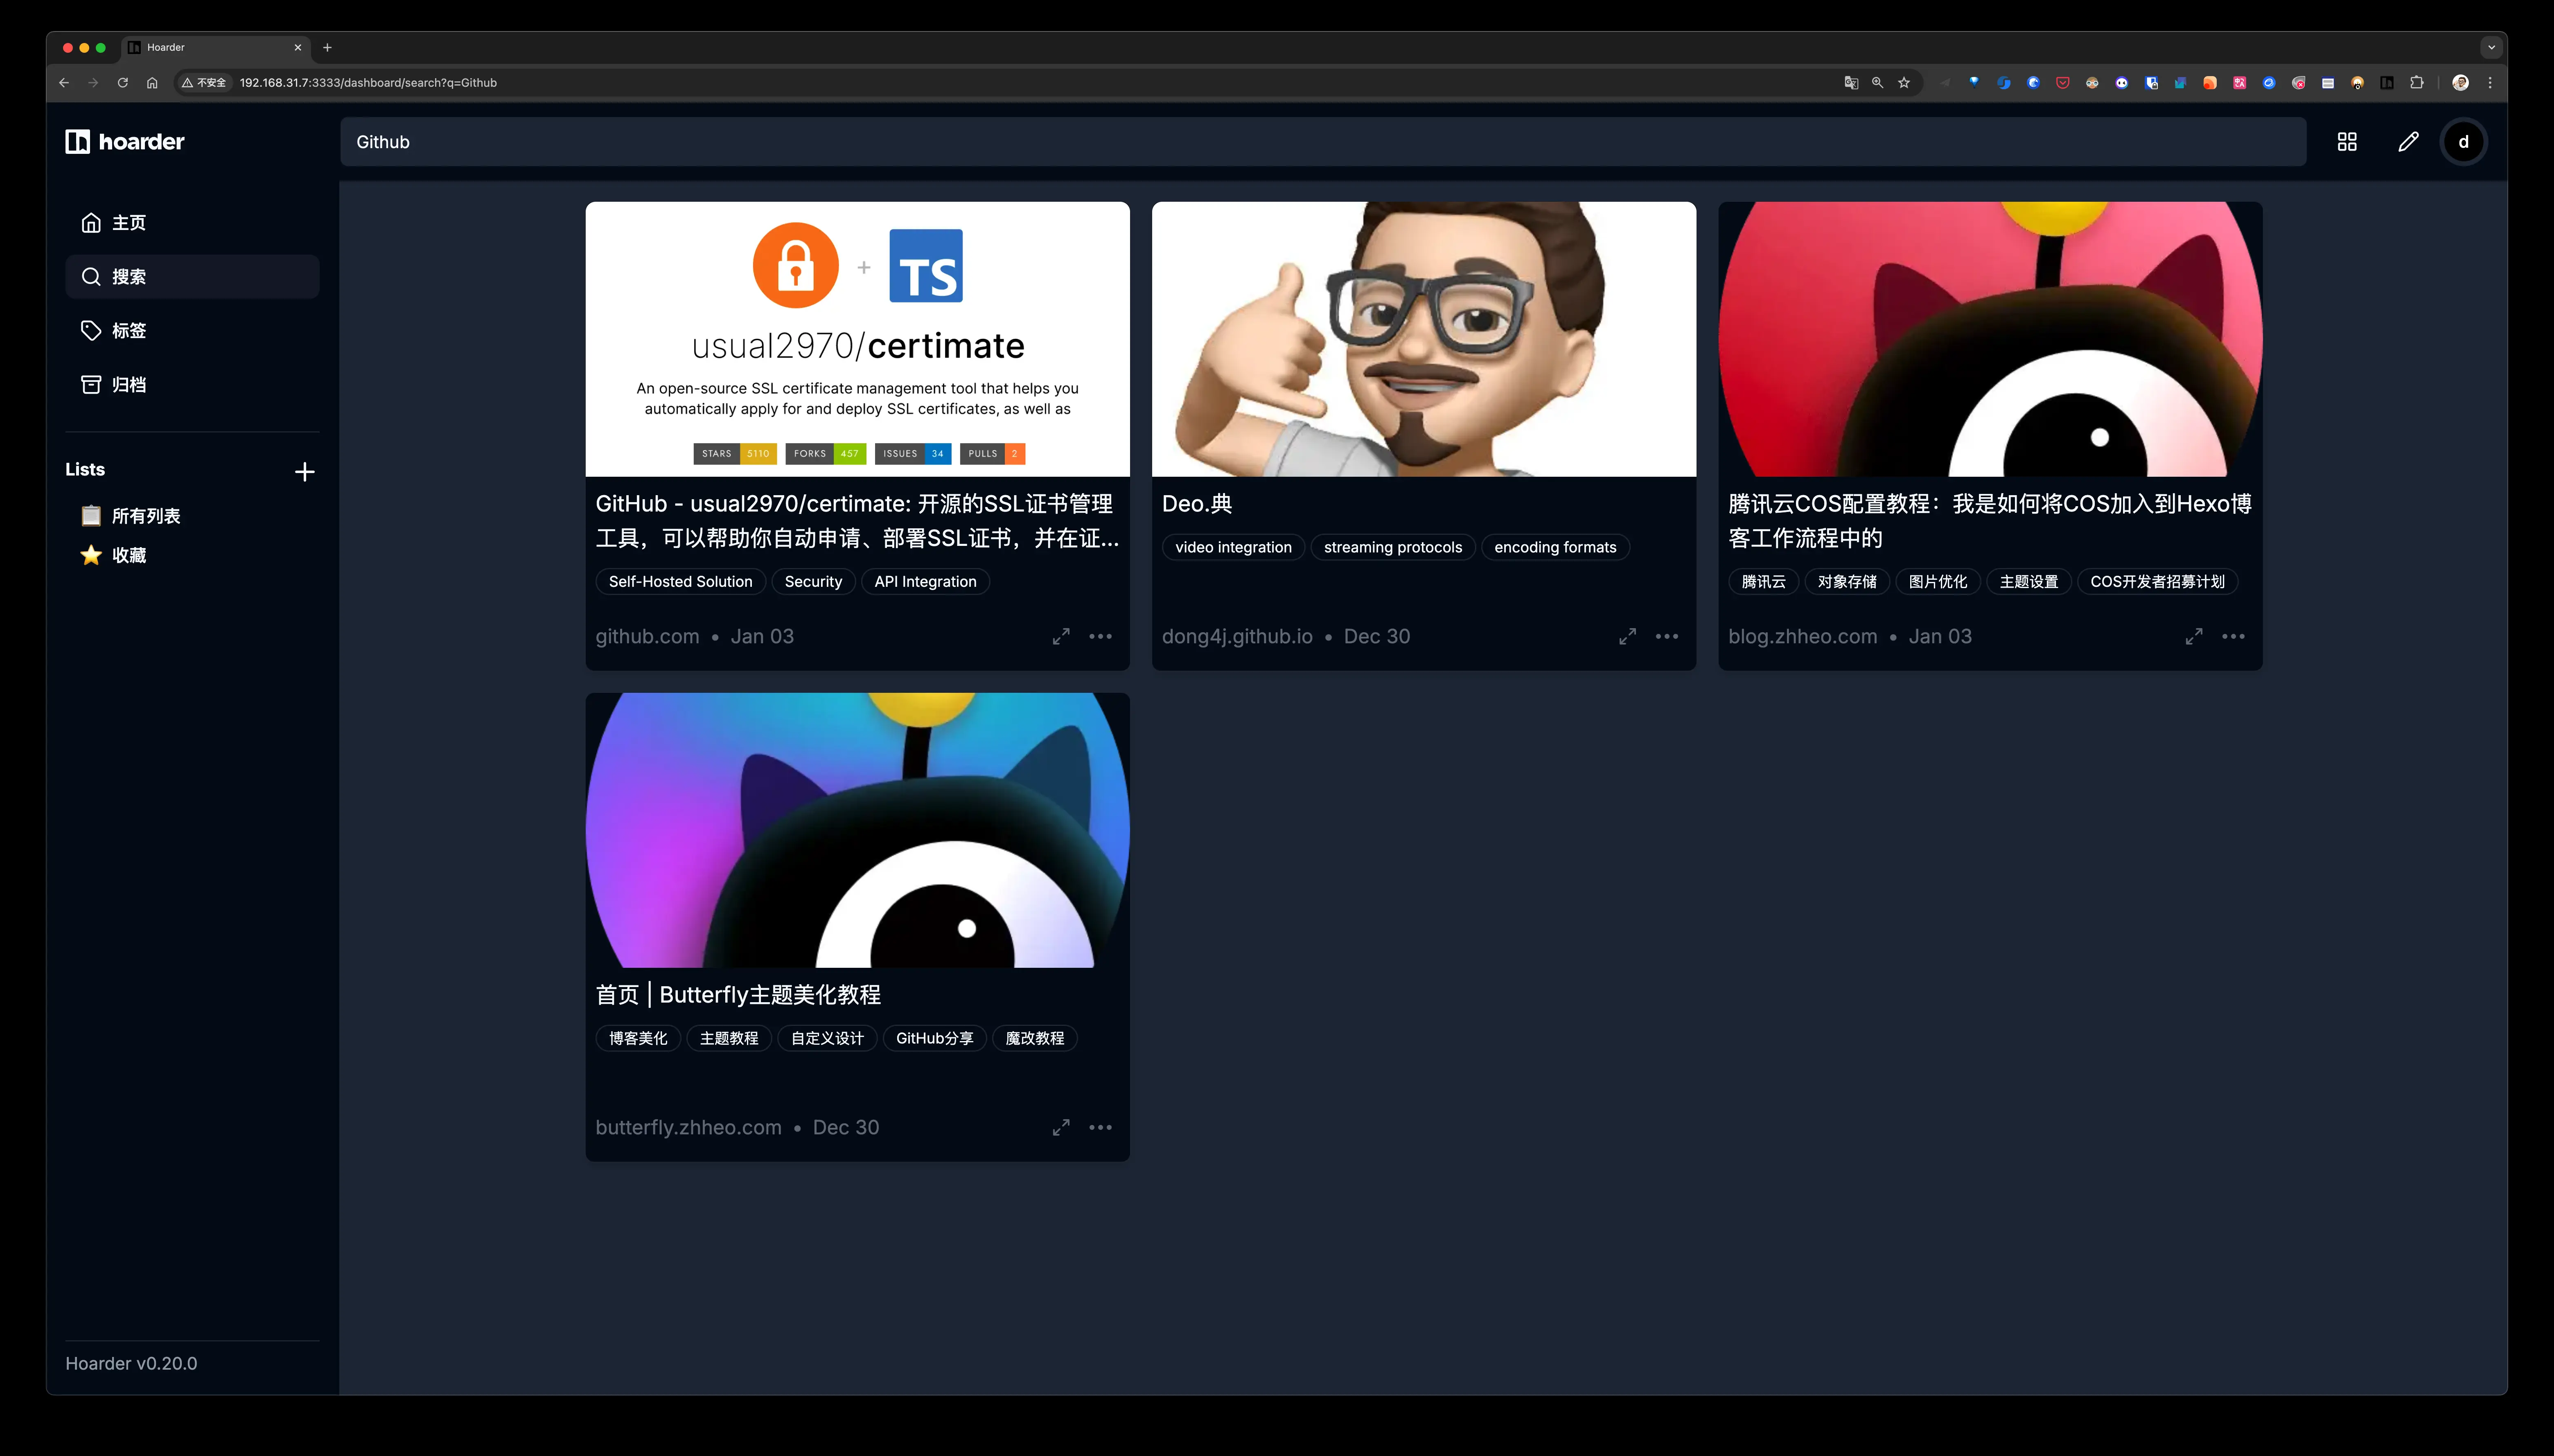 Hoarder
不安全
192.168.31.7:3333/dashboard/search?q=Github
hoarder
Github
d
主页
搜索
标签
归档
Lists
所有列表
收藏
Hoarder v0.20.0
TS
usual2970/certimate
An open-source SSL certificate management tool that helps you
automatically apply for and deploy SSL certificates, as well as
STARS 5110 FORKS 457 ISSUES 34 PULLS 2
GitHub - usual2970/certimate: 开源的SSL证书管理
工具，可以帮助你自动申请、部署SSL证书，并在证...
Self-Hosted Solution Security API Integration
github.com • Jan 03
Deo.典
video integration streaming protocols encoding formats
dong4j.github.io • Dec 30
腾讯云COS配置教程：我是如何将COS加入到Hexo博
客工作流程中的
腾讯云 对象存储 图片优化 主题设置 COS开发者招募计划
blog.zhheo.com • Jan 03
首页 | Butterfly主题美化教程
博客美化 主题教程 自定义设计 GitHub分享 魔改教程
butterfly.zhheo.com • Dec 30